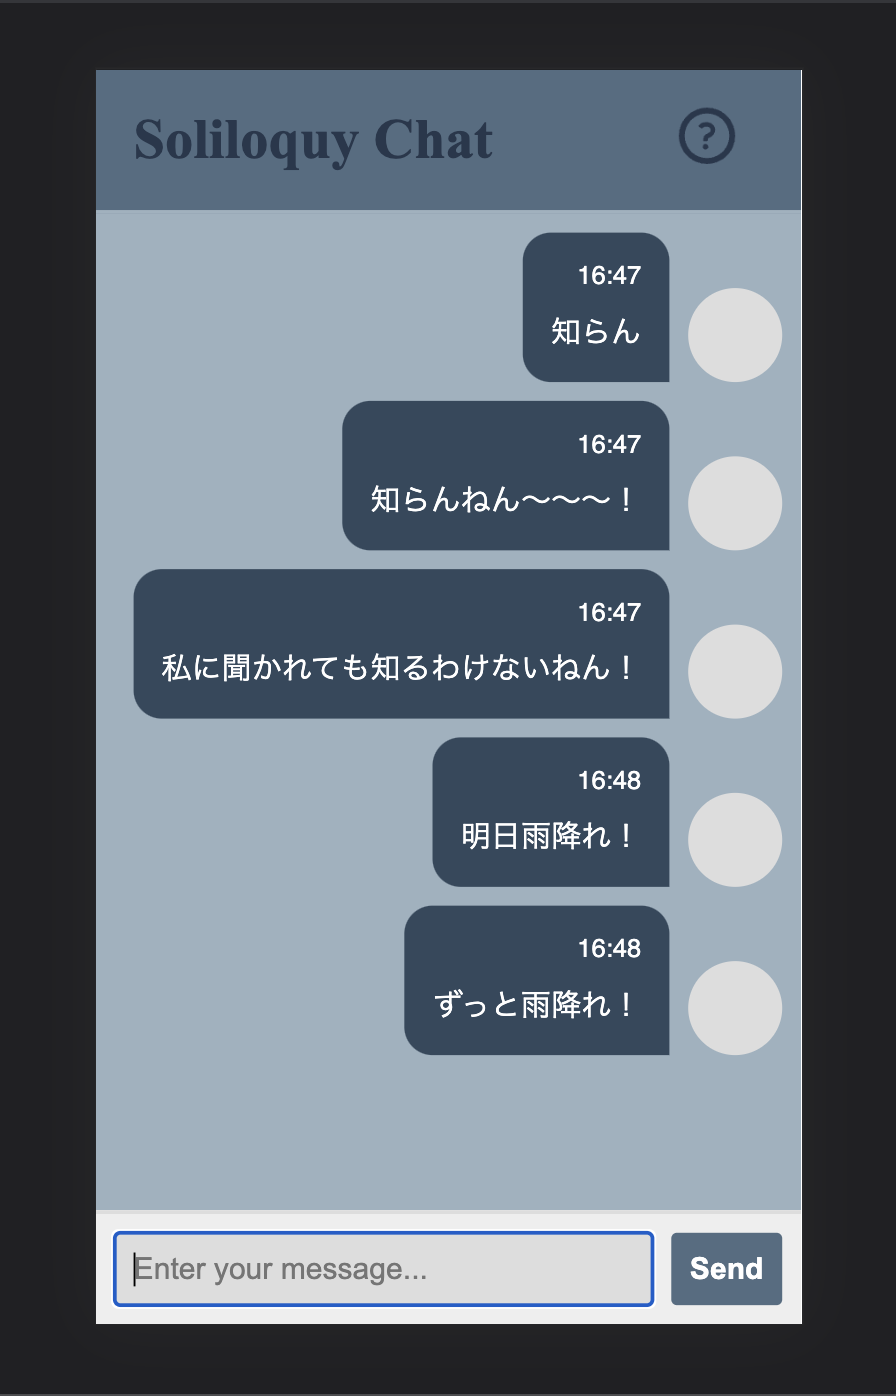 Soliloquy Chat
?
16:47
知らん
16:47
知らんねん〜〜〜！
16:47
私に聞かれても知るわけないねん！
16:48
明日雨降れ！
16:48
ずっと雨降れ！
Enter your message...
Send